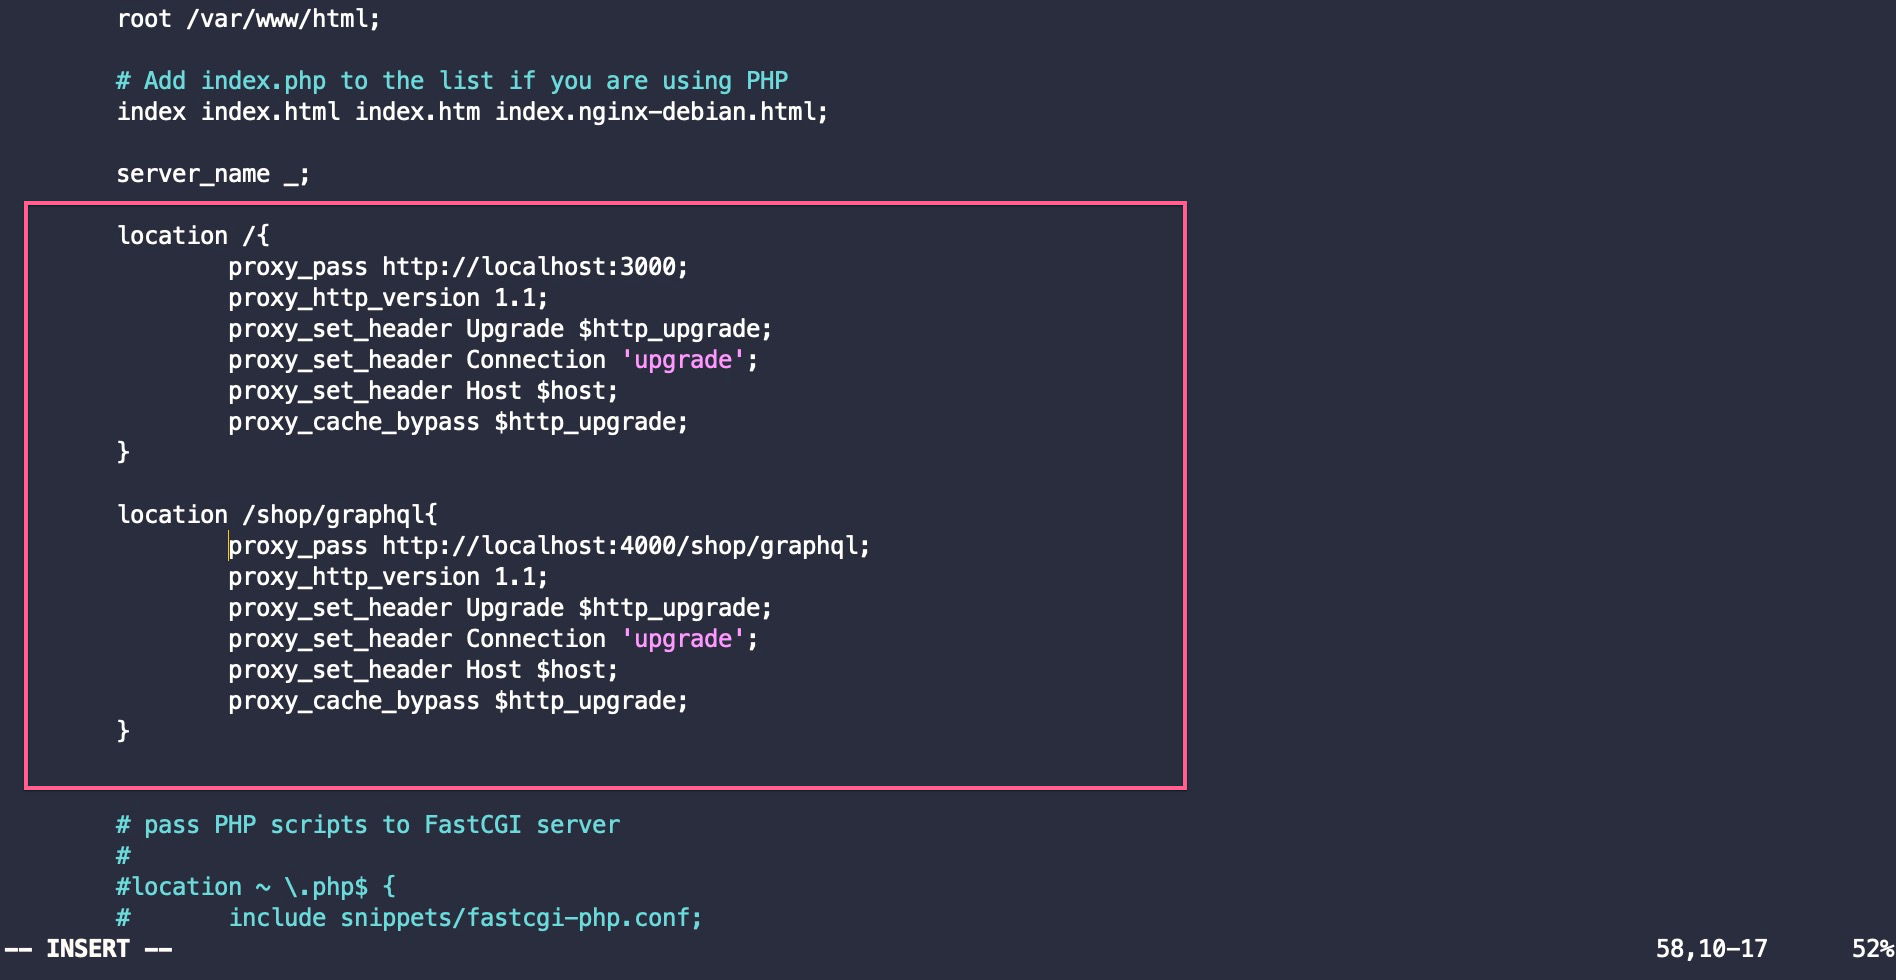 root /var/www/html;
# Add index.php to the list if you are using PHP
index index.html index.htm index.nginx-debian.html;
server_name _;
location /{
proxy_pass http://localhost:3000;
proxy_http_version 1.1;
proxy_set_header Upgrade $http_upgrade;
proxy_set_header Connection 'upgrade';
proxy_set_header Host $host;
proxy_cache_bypass $http_upgrade;
}
location /shop/graphql{
proxy_pass http://localhost:4000/shop/graphql;
proxy_http_version 1.1;
proxy_set_header Upgrade $http_upgrade;
proxy_set_header Connection 'upgrade';
proxy_set_header Host $host;
proxy_cache_bypass $http_upgrade;
}
# pass PHP scripts to FastCGI server
#
#location ~ \.php$ {
#       include snippets/fastcgi-php.conf;
-- INSERT --                    58,10-17    52%